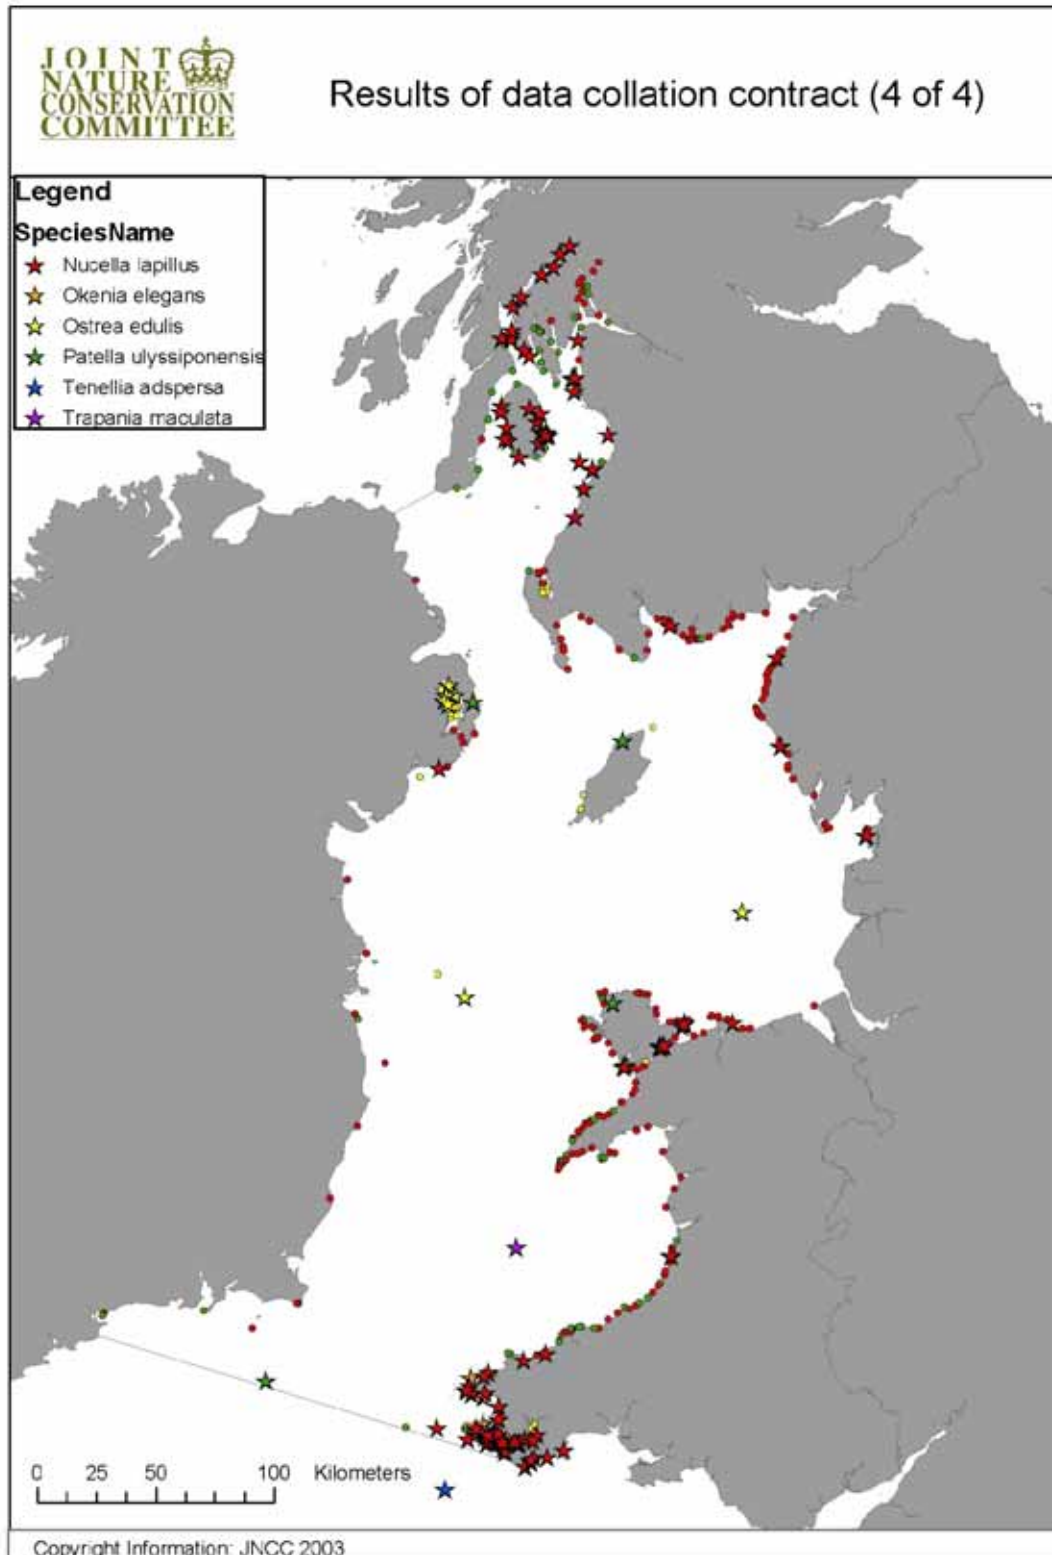 JOINT
NATURE
CONSERVATION
COMMITTEE
Results of data collation contract (4 of 4)
Legend
SpeciesName
Nucella lapillus
Okenia elegans
Ostrea edulis
Patella ulyssiponensis
Tenellia adspersa
Trapania maculata
0 25 50 100 Kilometers
Copyright Information: JNCC 2003